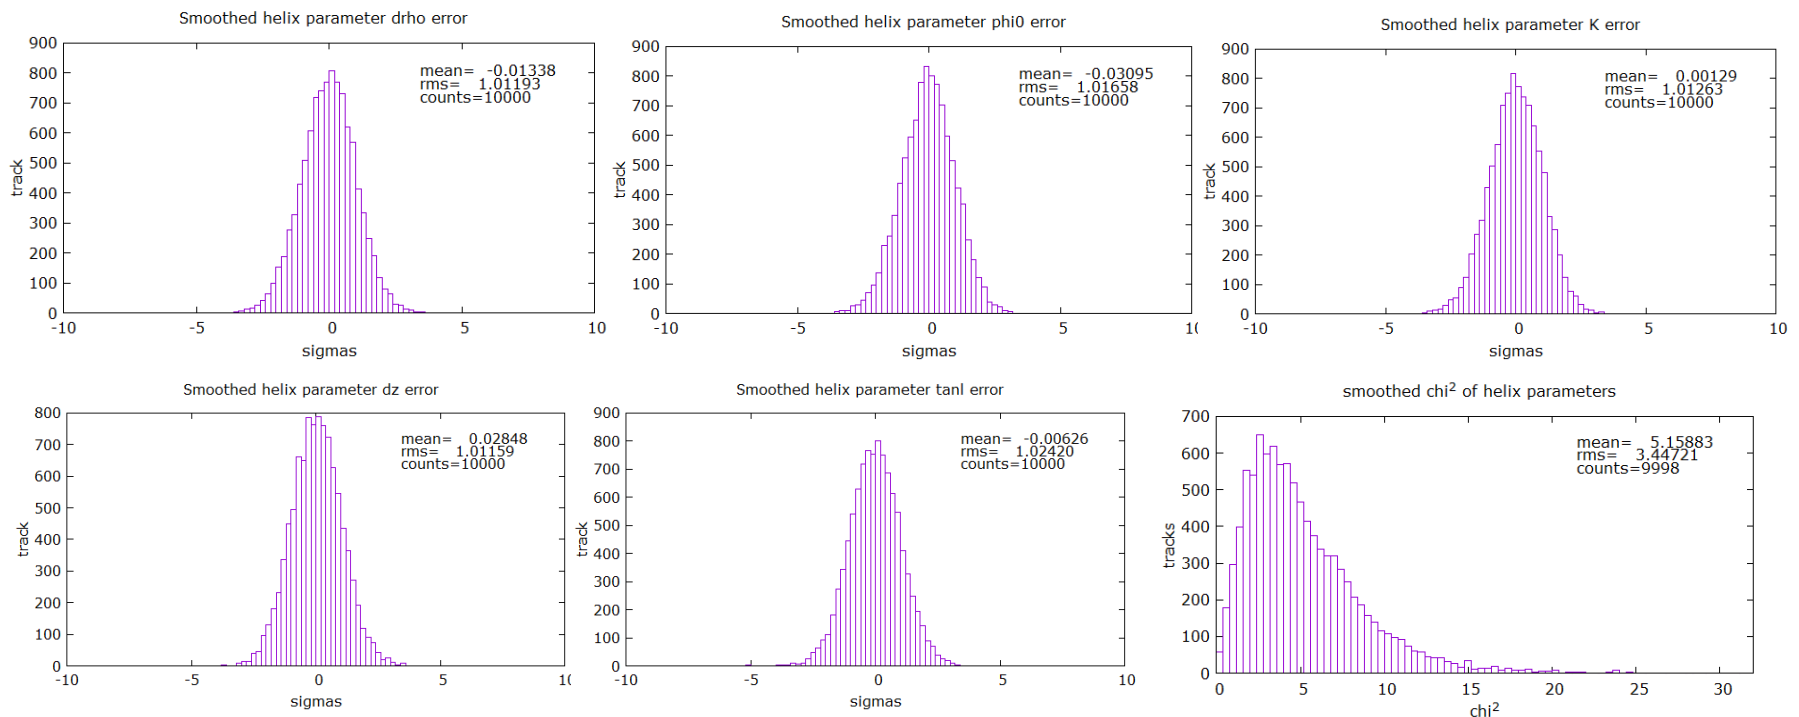 Smoothed helix parameter drho error
900
800
700
600
500
400
300
200
100
0
-10
-5
0
5
10
track
sigmas
mean= -0.01338
rms= 1.01193
counts=10000
Smoothed helix parameter phi0 error
900
800
700
600
500
400
300
200
100
0
-10
-5
0
5
1(
track
sigmas
mean= -0.03095
rms= 1.01658
counts=10000
Smoothed helix parameter K error
900
800
700
600
500
400
300
200
100
0
-10
-5
0
5
10
track
sigmas
mean= 0.00129
rms= 1.01263
counts=10000
Smoothed helix parameter dz error
800
700
600
500
400
300
200
100
0
-10
-5
0
5
1(
track
sigmas
mean= 0.02848
rms= 1.01159
counts=10000
Smoothed helix parameter tanl error
900
800
700
600
500
400
300
200
100
0
-10
-5
0
5
10
track
sigmas
mean= -0.00626
rms= 1.02420
counts=10000
smoothed chi² of helix parameters
700
600
500
400
300
200
100
0
0
5
10
15
20
25
30
tracks
chi²
mean= 5.15883
rms= 3.44721
counts=9998